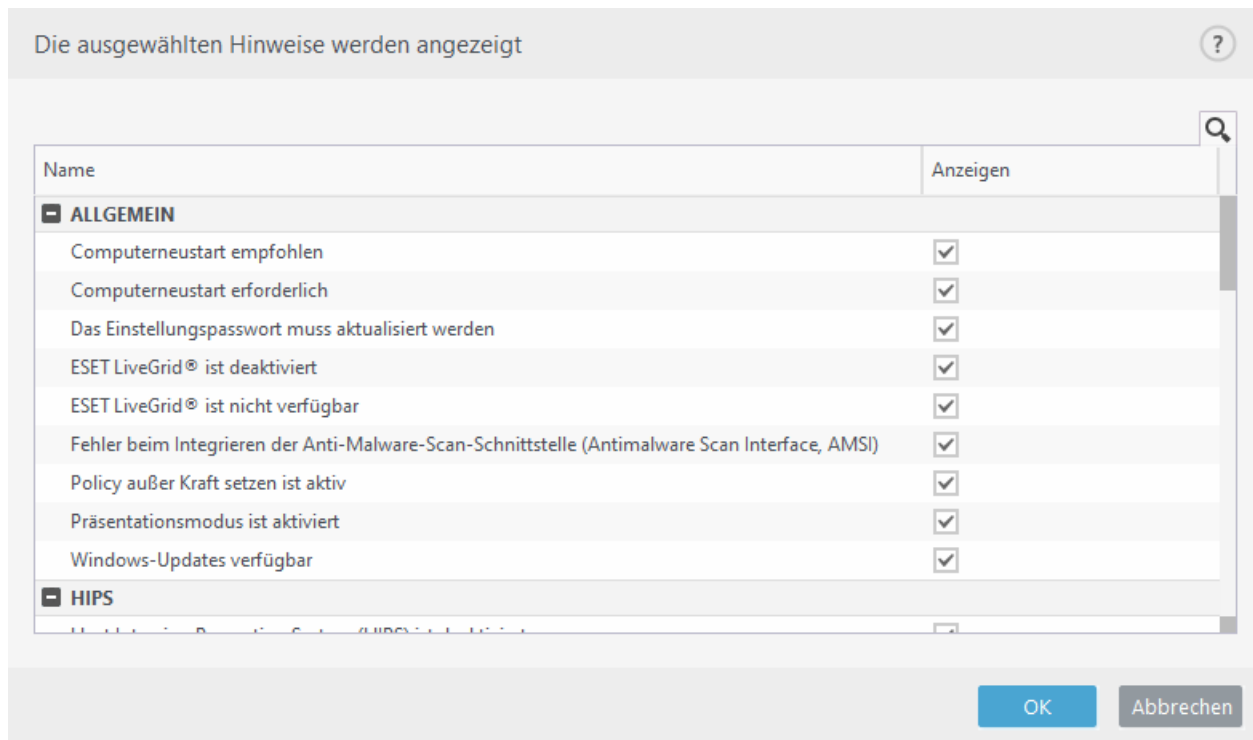 Die ausgewählten Hinweise werden angezeigt
?
Name Anzeigen
ALLGEMEIN
Computerneustart empfohlen
Computerneustart erforderlich
Das Einstellungspasswort muss aktualisiert werden
ESET LiveGrid® ist deaktiviert
ESET LiveGrid® ist nicht verfügbar
Fehler beim Integrieren der Anti-Malware-Scan-Schnittstelle (Antimalware Scan Interface, AMSI)
Policy außer Kraft setzen ist aktiv
Präsentationsmodus ist aktiviert
Windows-Updates verfügbar
HIPS
OK Abbrechen